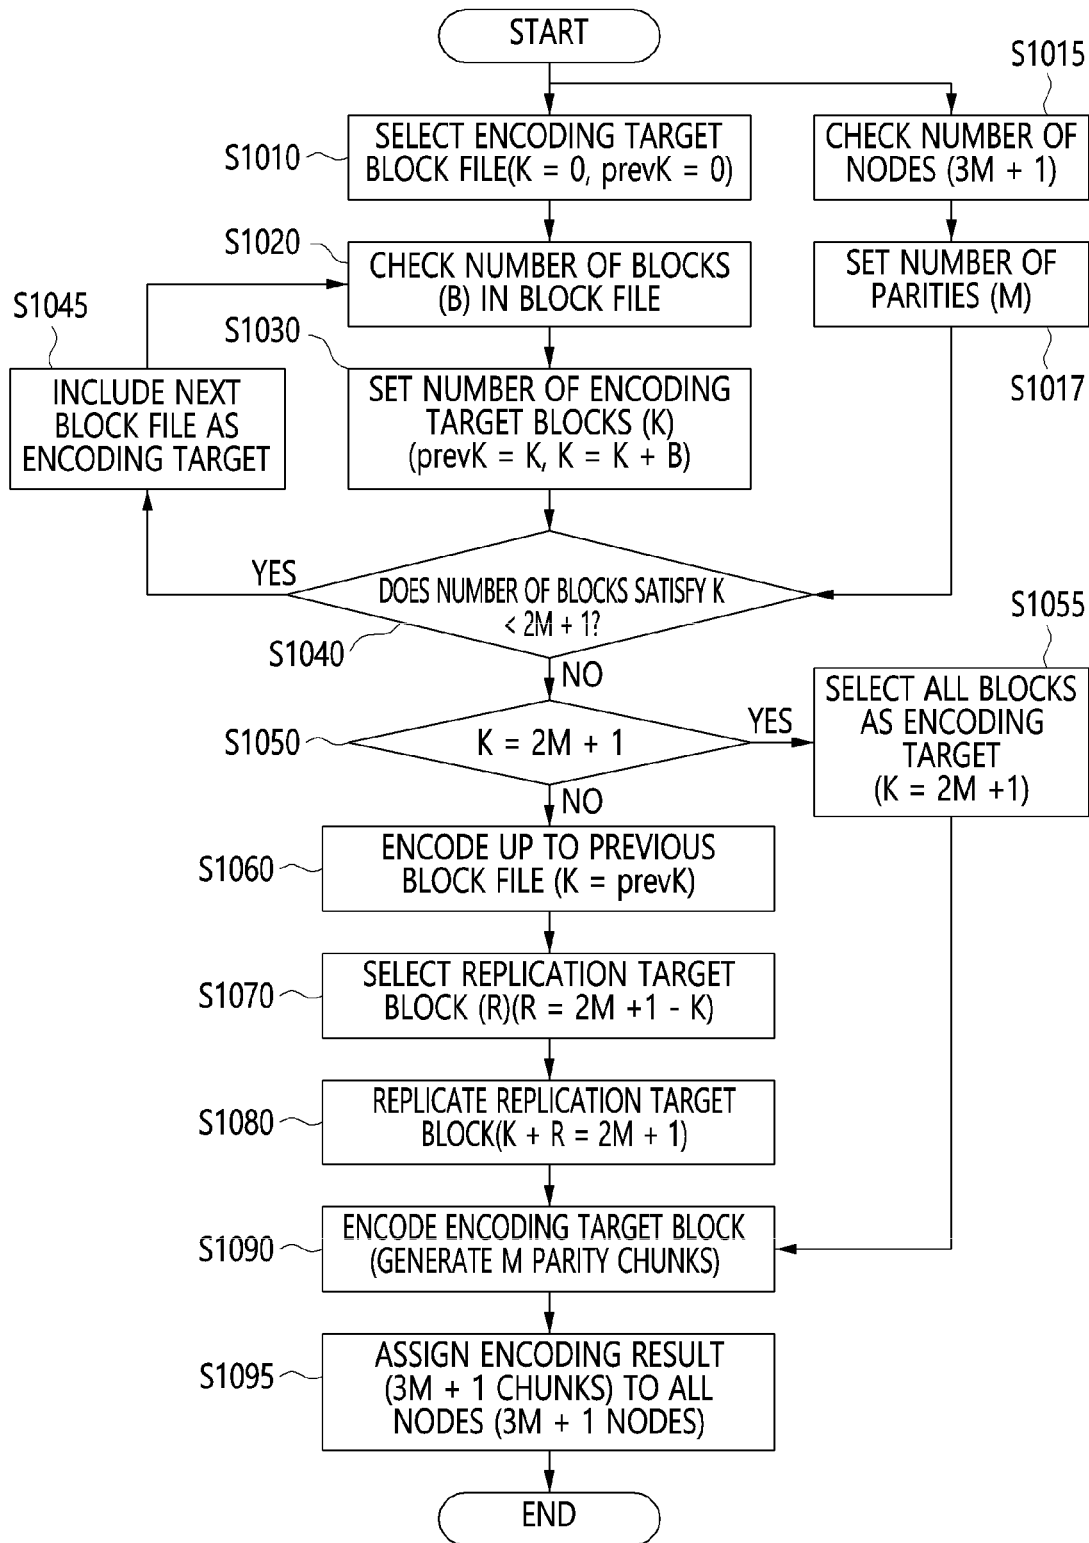 START
S1015
SELECT ENCODING TARGET
BLOCK FILE(K = 0, prevK = 0)
S1010
CHECK NUMBER OF
NODES (3M + 1)
S1020
CHECK NUMBER OF BLOCKS
(B) IN BLOCK FILE
SET NUMBER OF
PARITIES (M)
S1045
S1030
S1017
INCLUDE NEXT
BLOCK FILE AS
ENCODING TARGET
SET NUMBER OF ENCODING
TARGET BLOCKS (K)
(prevK = K, K = K + B)
YES
DOES NUMBER OF BLOCKS SATISFY K
< 2M + 1?
S1040
NO
S1055
SELECT ALL BLOCKS
AS ENCODING
TARGET
(K = 2M +1)
S1050
K = 2M + 1
YES
NO
S1060
ENCODE UP TO PREVIOUS
BLOCK FILE (K = prevK)
S1070
SELECT REPLICATION TARGET
BLOCK (R)(R = 2M +1 - K)
S1080
REPLICATE REPLICATION TARGET
BLOCK(K + R = 2M + 1)
S1090
ENCODE ENCODING TARGET BLOCK
(GENERATE M PARITY CHUNKS)
S1095
ASSIGN ENCODING RESULT
(3M + 1 CHUNKS) TO ALL
NODES (3M + 1 NODES)
END